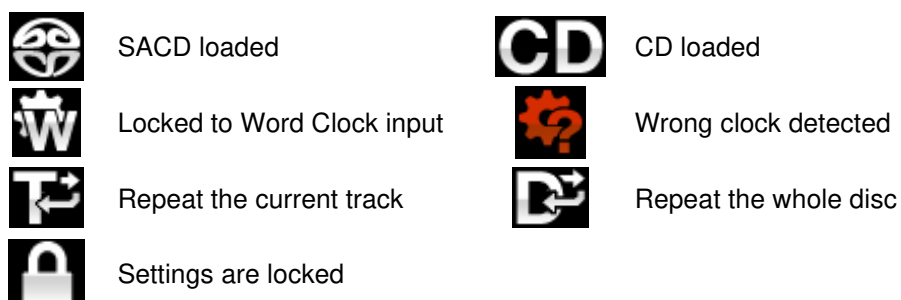 SACD loaded
CD CD loaded
W Locked to Word Clock input
? Wrong clock detected
T Repeat the current track
D Repeat the whole disc
Settings are locked